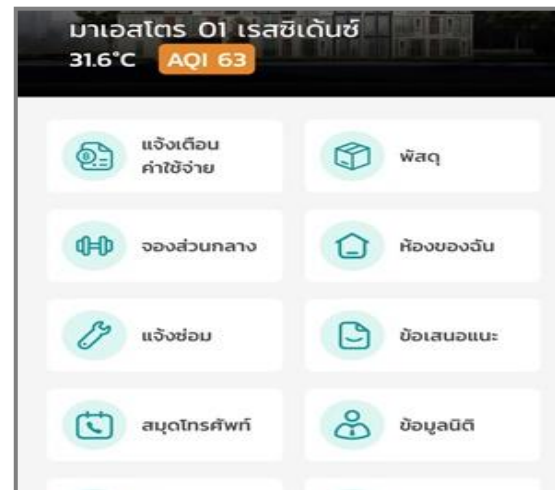 มาเอสโตร 01 เรสซิเด้นซ์
31.6°C AQI 63
แจ้งเตือน
ค่าใช้จ่าย
พัสดุ
จองส่วนกลาง
ห้องของฉัน
แจ้งซ่อม
ข้อเสนอแนะ
สมุดโทรศัพท์
ข้อมูลนิติ